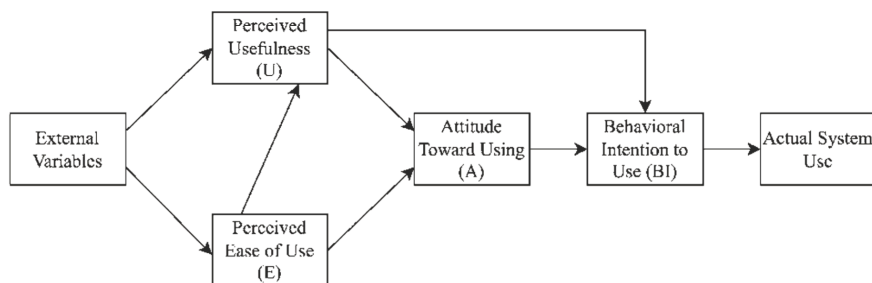 Perceived
Usefulness
(U)
External
Variables
Attitude
Toward Using
(A)
Behavioral
Intention to
Use (BI)
Actual System
Use
Perceived
Ease of Use
(E)